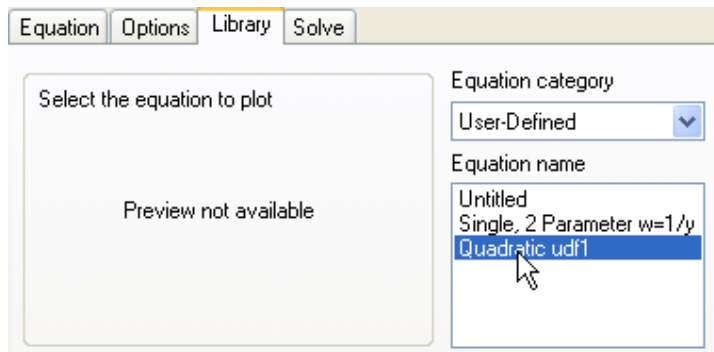 Equation Options Library Solve
Select the equation to plot
Preview not available
Equation category
User-Defined
Equation name
Untitled
Single, 2 Parameter w=1/y
Quadratic udf1